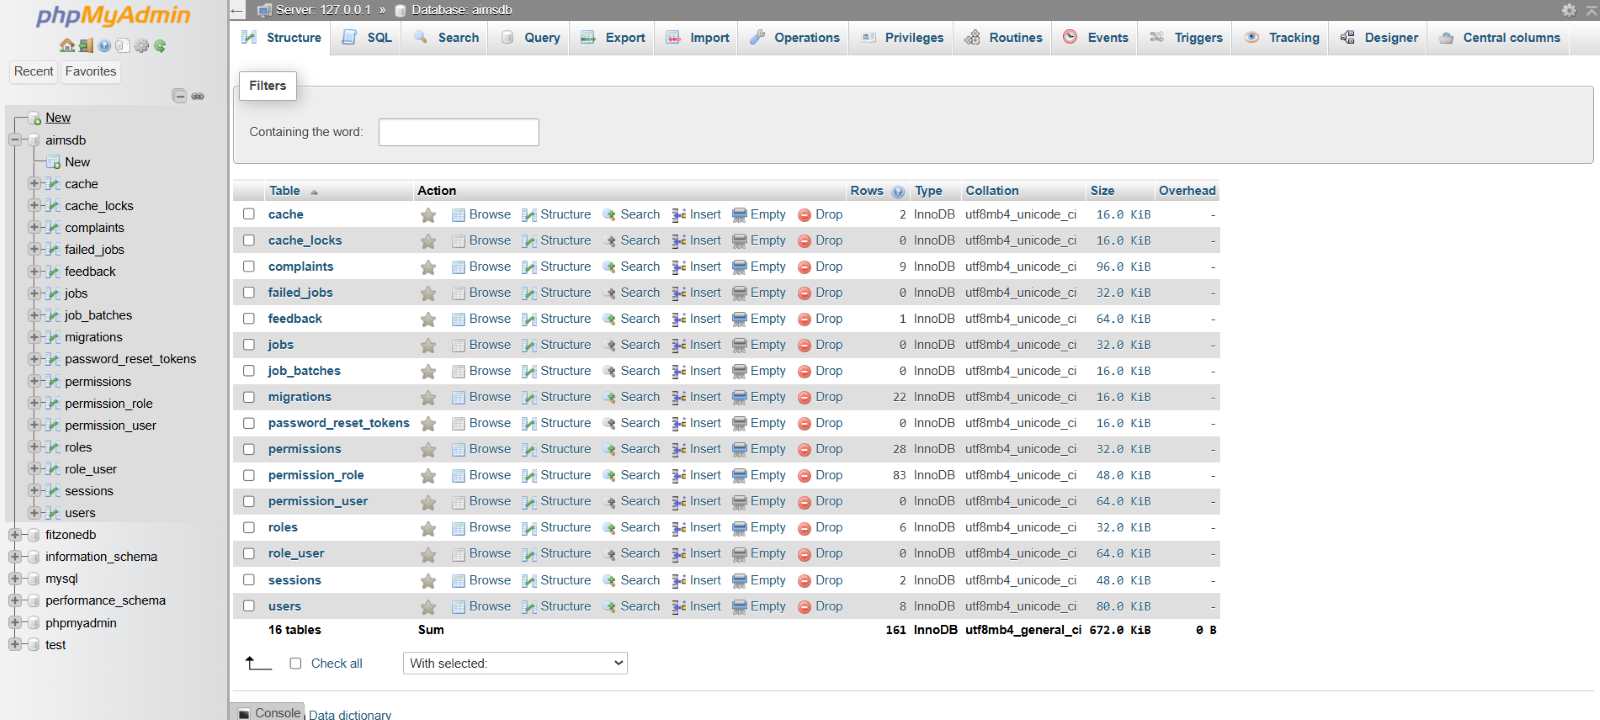 phpMyAdmin
Recent Favorites
New
aimsdb
New
cache
cache_locks
complaints
failed_jobs
feedback
jobs
job_batches
migrations
password_reset_tokens
permissions
permission_role
permission_user
roles
role_user
sessions
users
fitzonedb
information_schema
mysql
performance_schema
phpmyadmin
test
Server: 127.0.0.1 » Database: aimsdb
Structure SQL Search Query Export Import Operations Privileges Routines Events Triggers Tracking Designer Central columns
Filters
Containing the word:
Table Action Rows Type Collation Size Overhead
cache Browse Structure Search Insert Empty Drop 2 InnoDB utf8mb4_unicode_ci 16.0 KiB -
cache_locks Browse Structure Search Insert Empty Drop 0 InnoDB utf8mb4_unicode_ci 16.0 KiB -
complaints Browse Structure Search Insert Empty Drop 9 InnoDB utf8mb4_unicode_ci 96.0 KiB -
failed_jobs Browse Structure Search Insert Empty Drop 0 InnoDB utf8mb4_unicode_ci 32.0 KiB -
feedback Browse Structure Search Insert Empty Drop 1 InnoDB utf8mb4_unicode_ci 64.0 KiB -
jobs Browse Structure Search Insert Empty Drop 0 InnoDB utf8mb4_unicode_ci 32.0 KiB -
job_batches Browse Structure Search Insert Empty Drop 0 InnoDB utf8mb4_unicode_ci 16.0 KiB -
migrations Browse Structure Search Insert Empty Drop 22 InnoDB utf8mb4_unicode_ci 16.0 KiB -
password_reset_tokens Browse Structure Search Insert Empty Drop 0 InnoDB utf8mb4_unicode_ci 16.0 KiB -
permissions Browse Structure Search Insert Empty Drop 28 InnoDB utf8mb4_unicode_ci 32.0 KiB -
permission_role Browse Structure Search Insert Empty Drop 83 InnoDB utf8mb4_unicode_ci 48.0 KiB -
permission_user Browse Structure Search Insert Empty Drop 0 InnoDB utf8mb4_unicode_ci 64.0 KiB -
roles Browse Structure Search Insert Empty Drop 6 InnoDB utf8mb4_unicode_ci 32.0 KiB -
role_user Browse Structure Search Insert Empty Drop 0 InnoDB utf8mb4_unicode_ci 64.0 KiB -
sessions Browse Structure Search Insert Empty Drop 2 InnoDB utf8mb4_unicode_ci 48.0 KiB -
users Browse Structure Search Insert Empty Drop 8 InnoDB utf8mb4_unicode_ci 80.0 KiB -
16 tables Sum 161 InnoDB utf8mb4_general_ci 672.0 KiB 0 B
Check all With selected:
Console Data dictionary